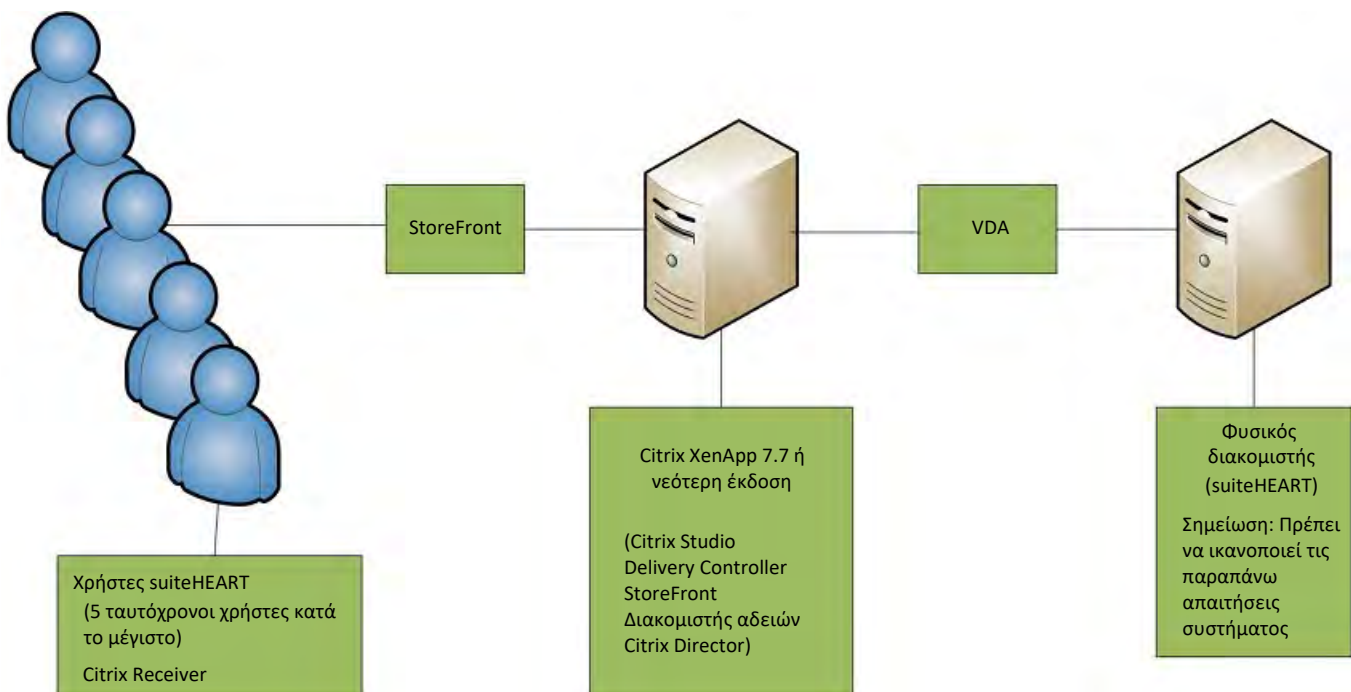 StoreFront
VDA
Χρήστες suiteHEART
(5 ταυτόχρονοι χρήστες κατά
το μέγιστο)
Citrix Receiver
Citrix XenApp 7.7 ή
νεότερη έκδοση
(Citrix Studio
Delivery Controller
StoreFront
Διακομιστής αδειών
Citrix Director)
Φυσικός
διακομιστής
(suiteHEART)
Σημείωση: Πρέπει
να ικανοποιεί τις
παραπάνω
απαιτήσεις
συστήματος